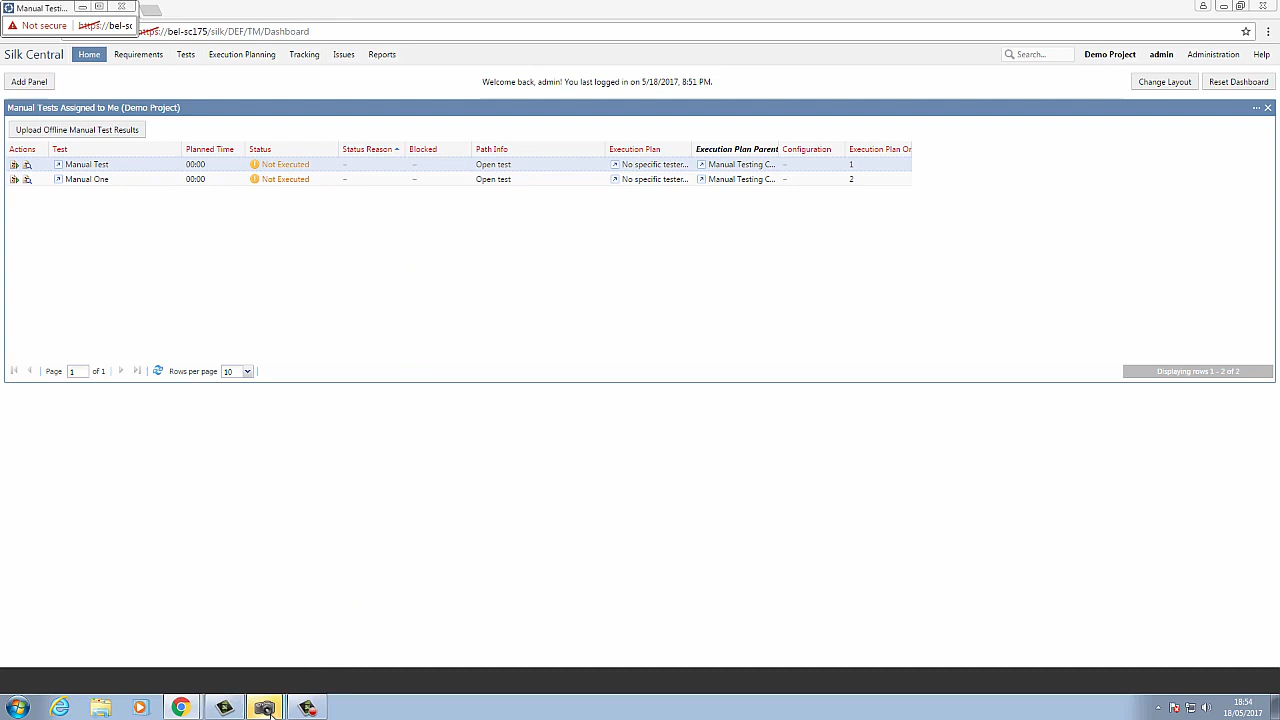 Manual Testi...
Not secure | https://bel-sc
https://bel-sc175/silk/DEF/TM/Dashboard
Silk Central Home Requirements Tests Execution Planning Tracking Issues Reports Search... Demo Project admin Administration Help
Add Panel Welcome back, admin! You last logged in on 5/18/2017, 8:51 PM. Change Layout Reset Dashboard
Manual Tests Assigned to Me (Demo Project)
Upload Offline Manual Test Results
Actions Test Planned Time Status Status Reason Blocked Path Info Execution Plan Execution Plan Parent Configuration Execution Plan Or
Manual Test 00:00 Not Executed – – Open test No specific tester... Manual Testing C... – 1
Manual One 00:00 Not Executed – – Open test No specific tester... Manual Testing C... – 2
Page 1 of 1 Rows per page 10 Displaying rows 1 - 2 of 2
18:54
18/05/2017